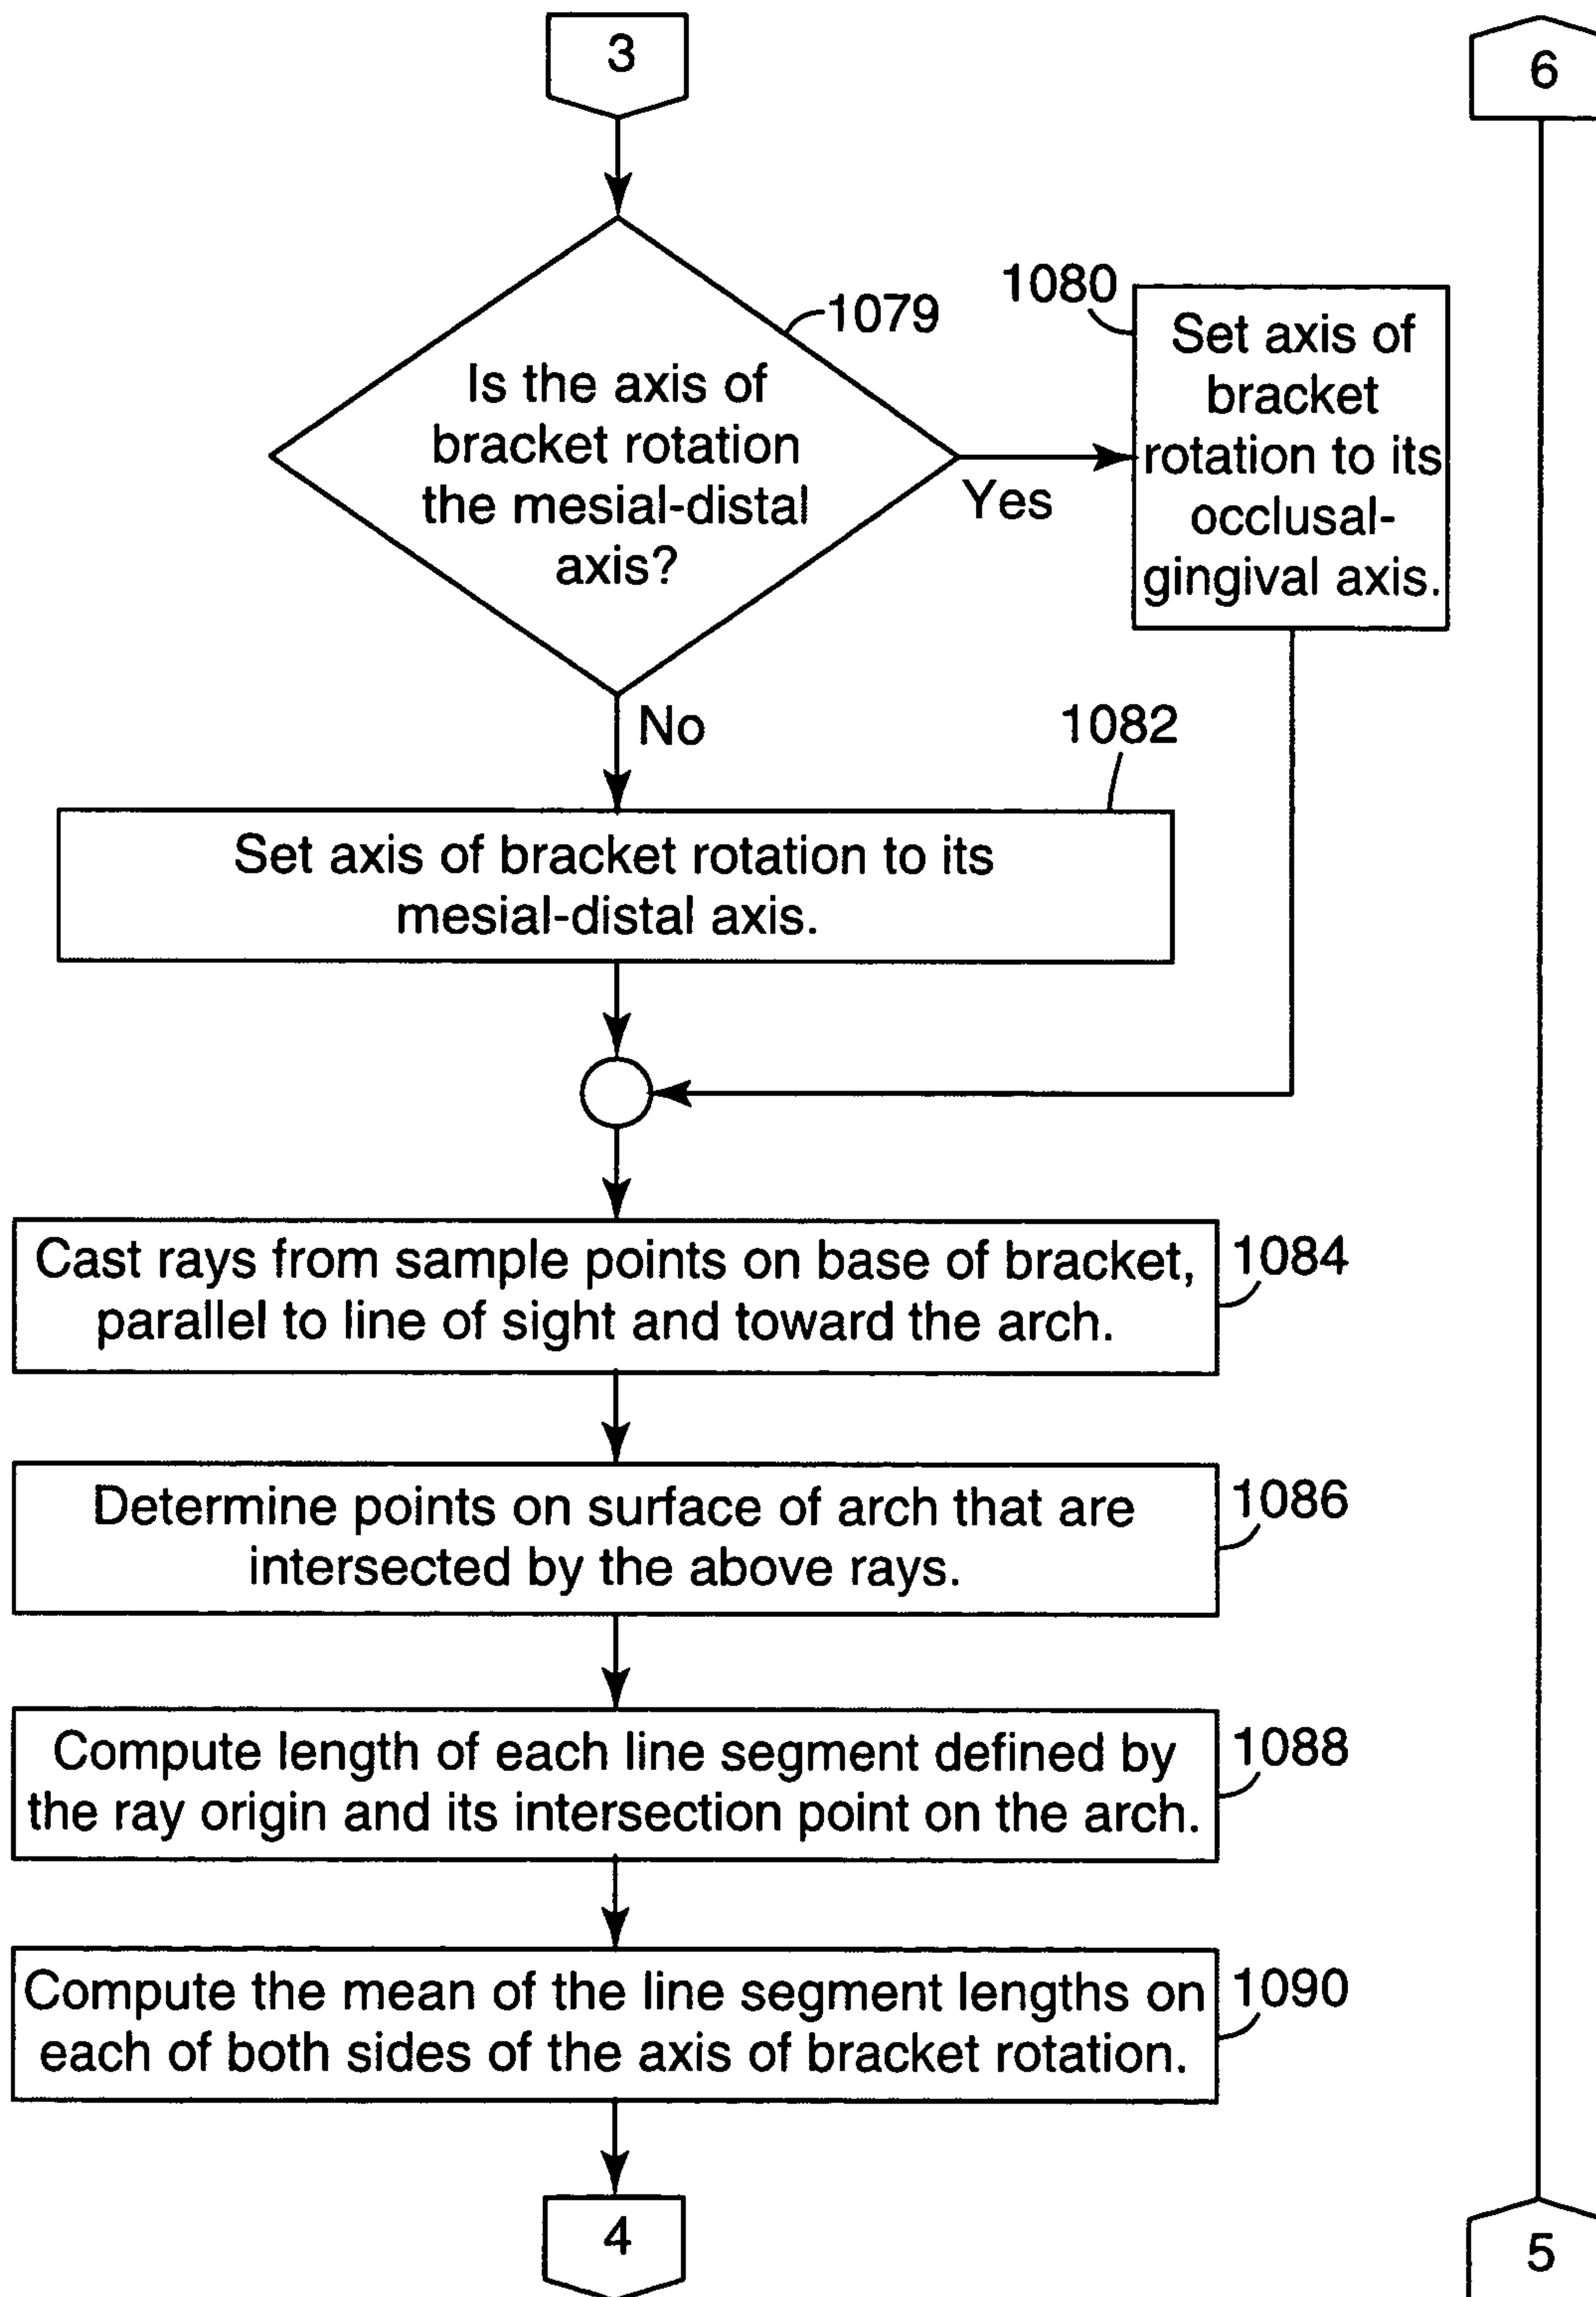 3
6
1079
Is the axis of
bracket rotation
the mesial-distal
axis?
Yes
1080
Set axis of
bracket
rotation to its
occlusal-
gingival axis.
No
1082
Set axis of bracket rotation to its
mesial-distal axis.
Cast rays from sample points on base of bracket,
parallel to line of sight and toward the arch.
1084
Determine points on surface of arch that are
intersected by the above rays.
1086
Compute length of each line segment defined by
the ray origin and its intersection point on the arch.
1088
Compute the mean of the line segment lengths on
each of both sides of the axis of bracket rotation.
1090
4
5